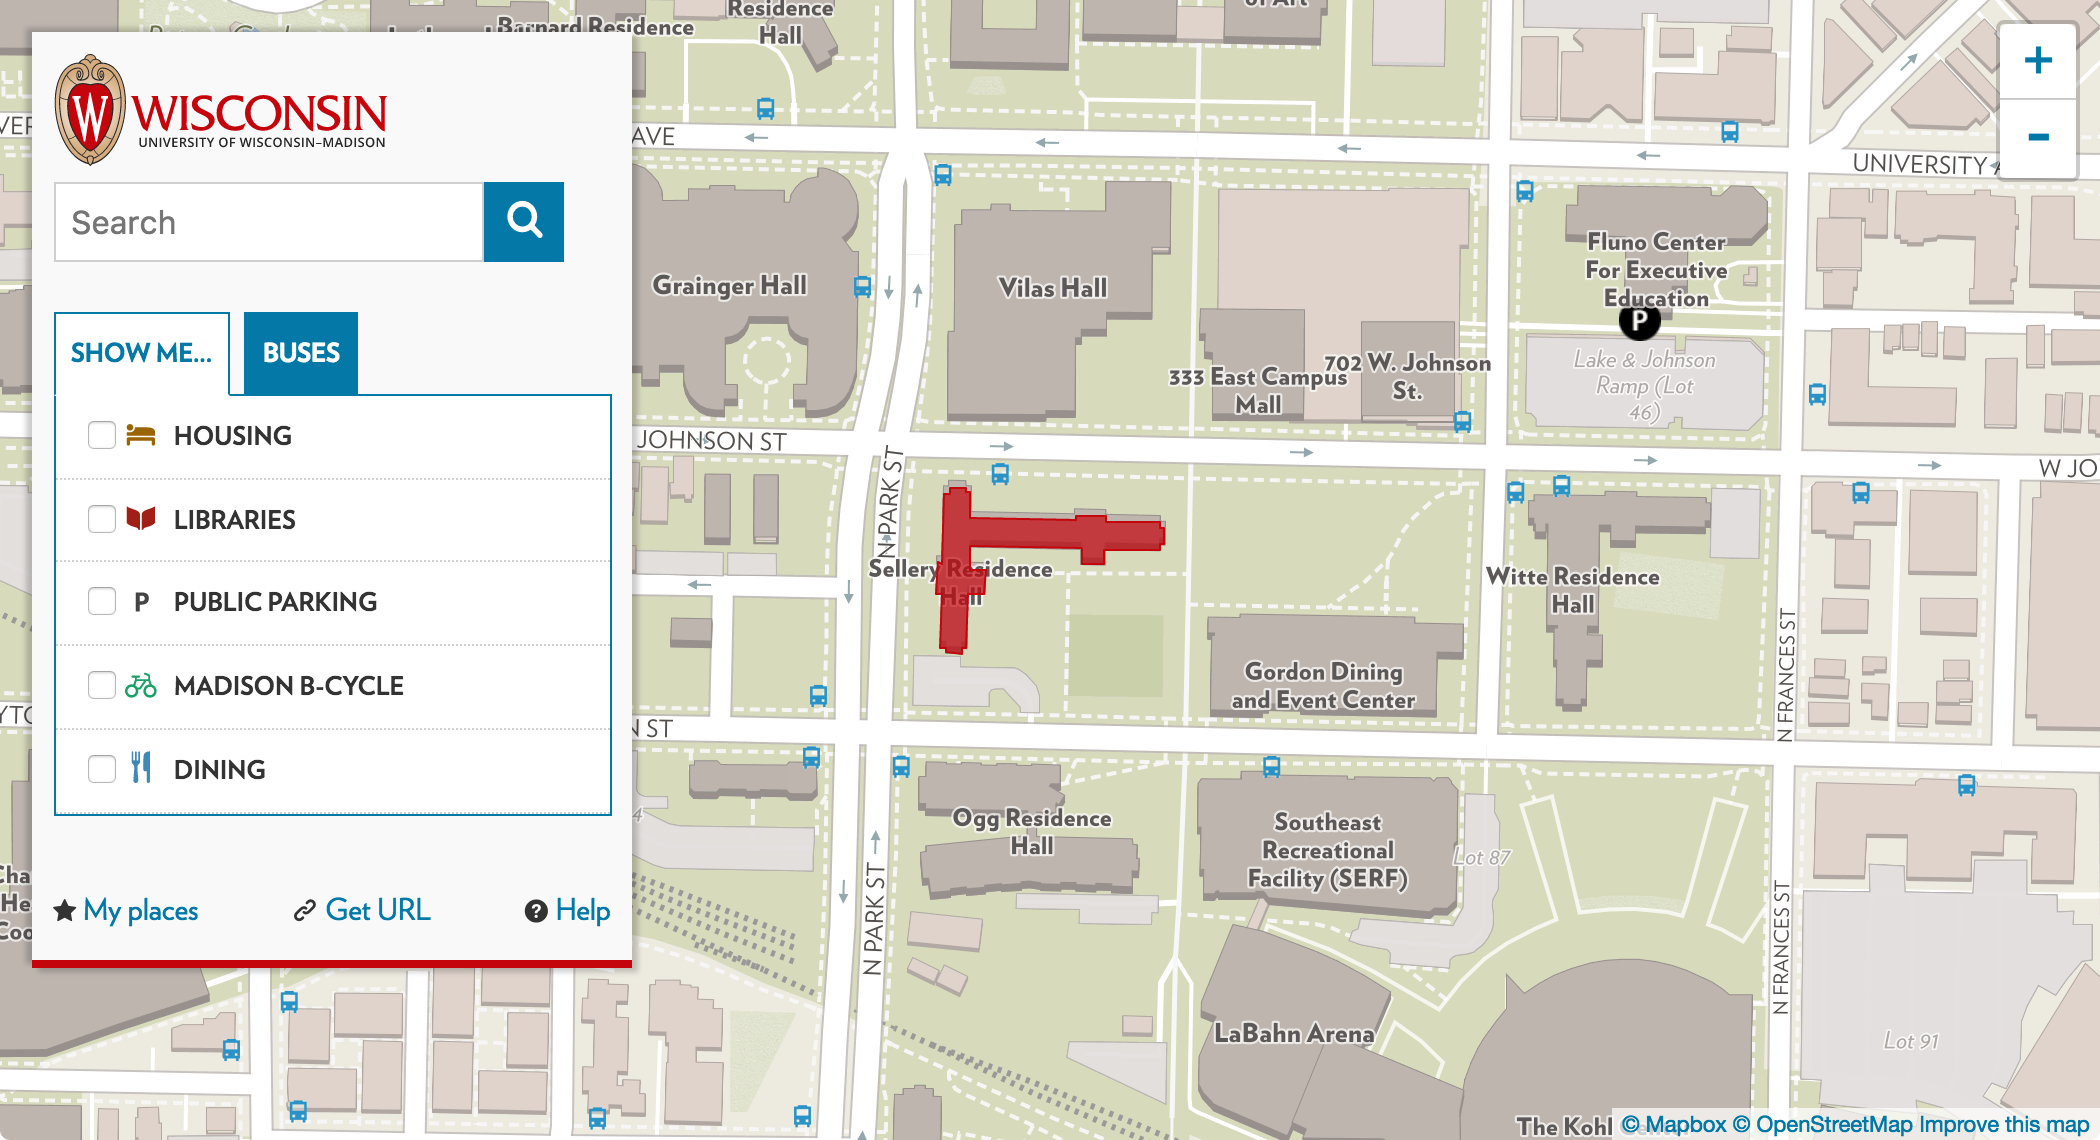 WISCONSIN
UNIVERSITY OF WISCONSIN–MADISON
Search
SHOW ME...
BUSES
HOUSING
LIBRARIES
P PUBLIC PARKING
MADISON B-CYCLE
DINING
My places
Get URL
? Help
Barnard Residence
Residence
Hall
of Art
AVE
UNIVERSITY A
+
-
Grainger Hall
Vilas Hall
Fluno Center
For Executive
Education
P
Lake & Johnson
Ramp (Lot
46)
333 East Campus
Mall
702 W. Johnson
St.
JOHNSON ST
W JO
N PARK ST
Sellery Residence
Hall
Witte Residence
Hall
Gordon Dining
and Event Center
N FRANCES ST
N ST
Ogg Residence
Hall
Southeast
Recreational
Facility (SERF)
Lot 87
N PARK ST
N FRANCES ST
LaBahn Arena
Lot 91
The Kohl
© Mapbox © OpenStreetMap Improve this map